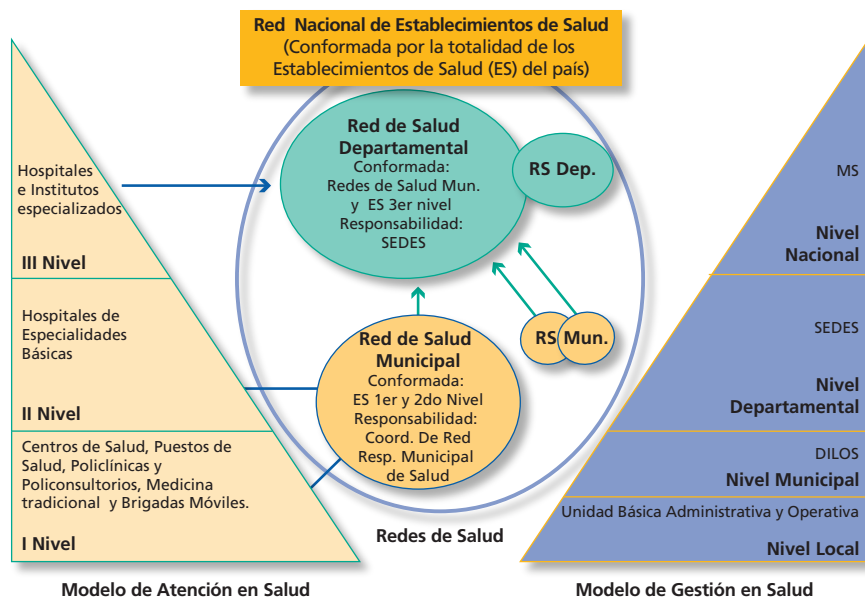 Red Nacional de Establecimientos de Salud
(Conformada por la totalidad de los
Establecimientos de Salud (ES) del país)
Hospitales
e Institutos
especializados
III Nivel
Hospitales de
Especialidades
Básicas
II Nivel
Centros de Salud, Puestos de
Salud, Policlínicas y
Policonsultorios, Medicina
tradicional y Brigadas Móviles.
I Nivel
Modelo de Atención en Salud
Red de Salud
Departamental
Conformada:
Redes de Salud Mun.
y ES 3er nivel
Responsabilidad:
SEDES
RS Dep.
RS
Mun.
Red de Salud
Municipal
Conformada:
ES 1er y 2do Nivel
Responsabilidad:
Coord. De Red
Resp. Municipal
de Salud
Redes de Salud
MS
Nivel
Nacional
SEDES
Nivel
Departamental
DILOS
Nivel Municipal
Unidad Básica Administrativa y Operativa
Nivel Local
Modelo de Gestión en Salud